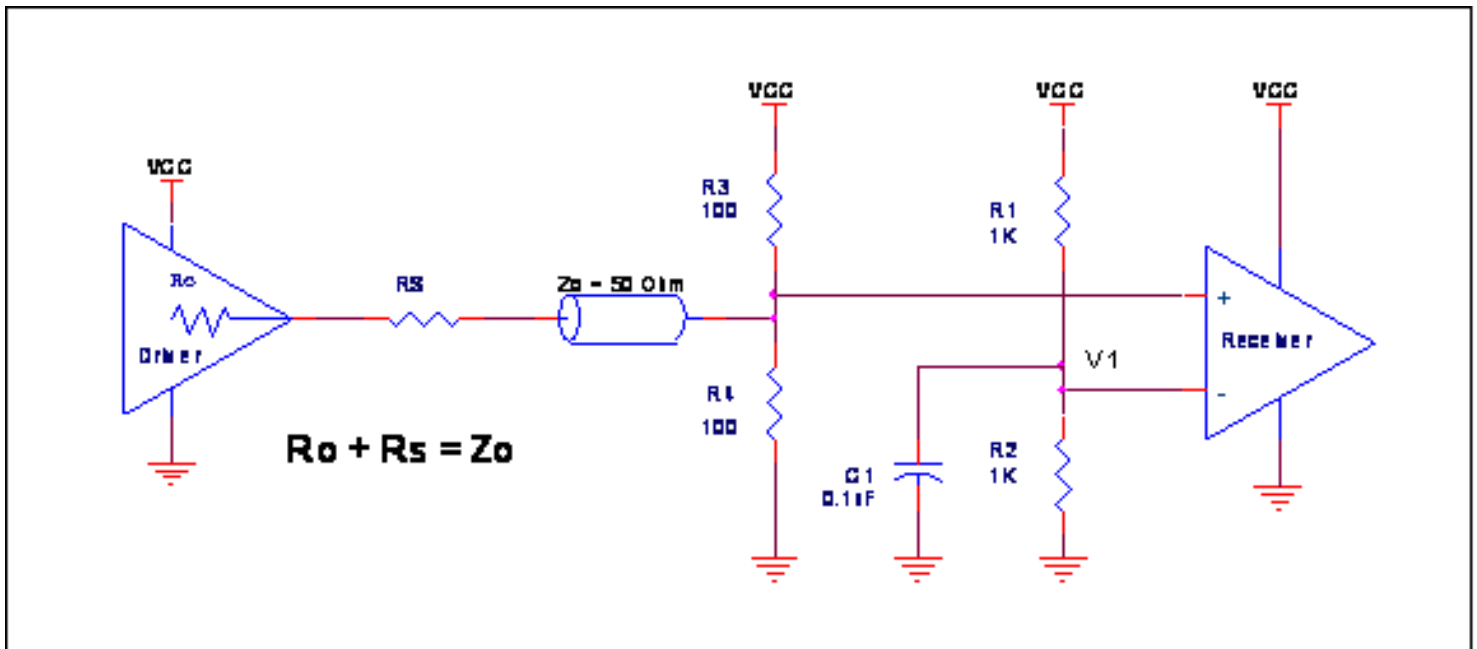 VCC
VCC
VCC
VCC
R3
100
R1
1K
Ro
RS
Zo = 50 Ohm
+
Receiver
Driver
V1
-
R4
100
Ro + Rs = Zo
R2
1K
C1
0.1uF